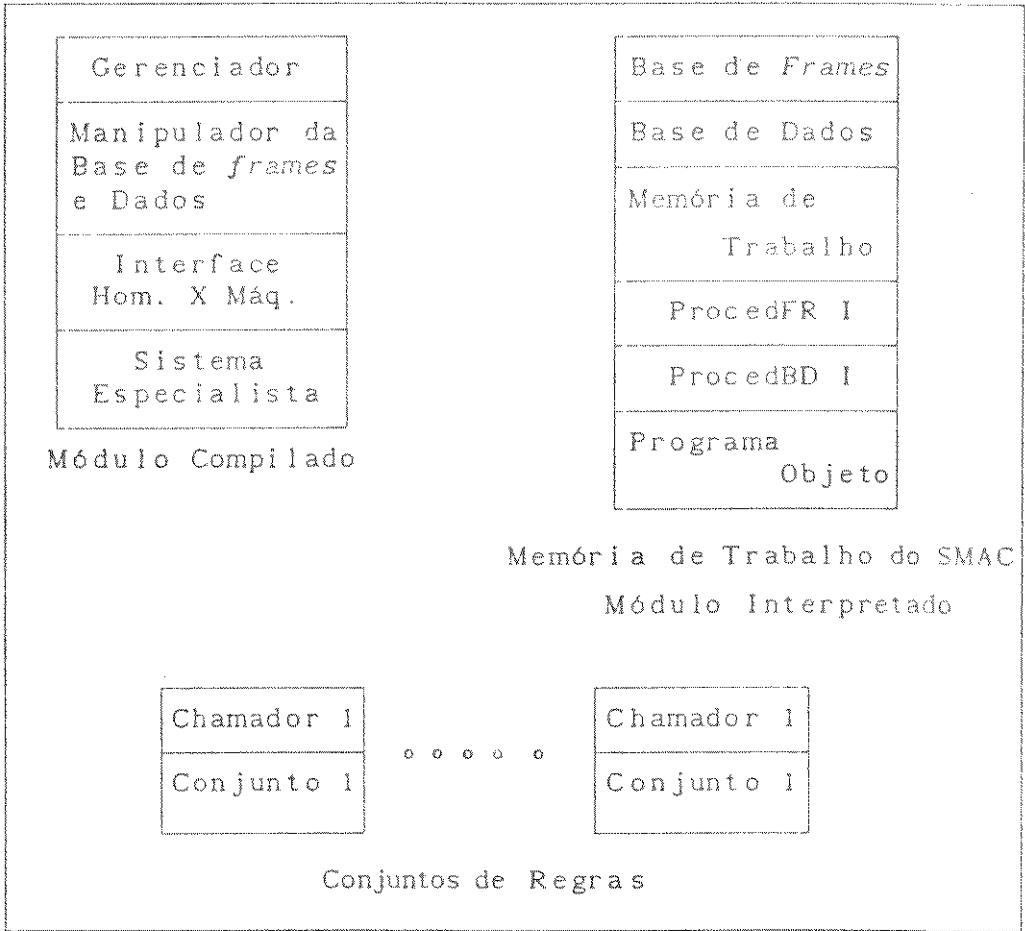 Gerenciador
Manipulador da
Base de frames
e Dados
Interface
Hom. X Máq.
Sistema
Especialista
Módulo Compilado
Base de Frames
Base de Dados
Memória de
Trabalho
ProcedFR I
ProcedBD I
Programa
Objeto
Memória de Trabalho do SMAC
Módulo Interpretado
Chamador 1
Conjunto 1
o o o o o
Chamador 1
Conjunto 1
Conjuntos de Regras